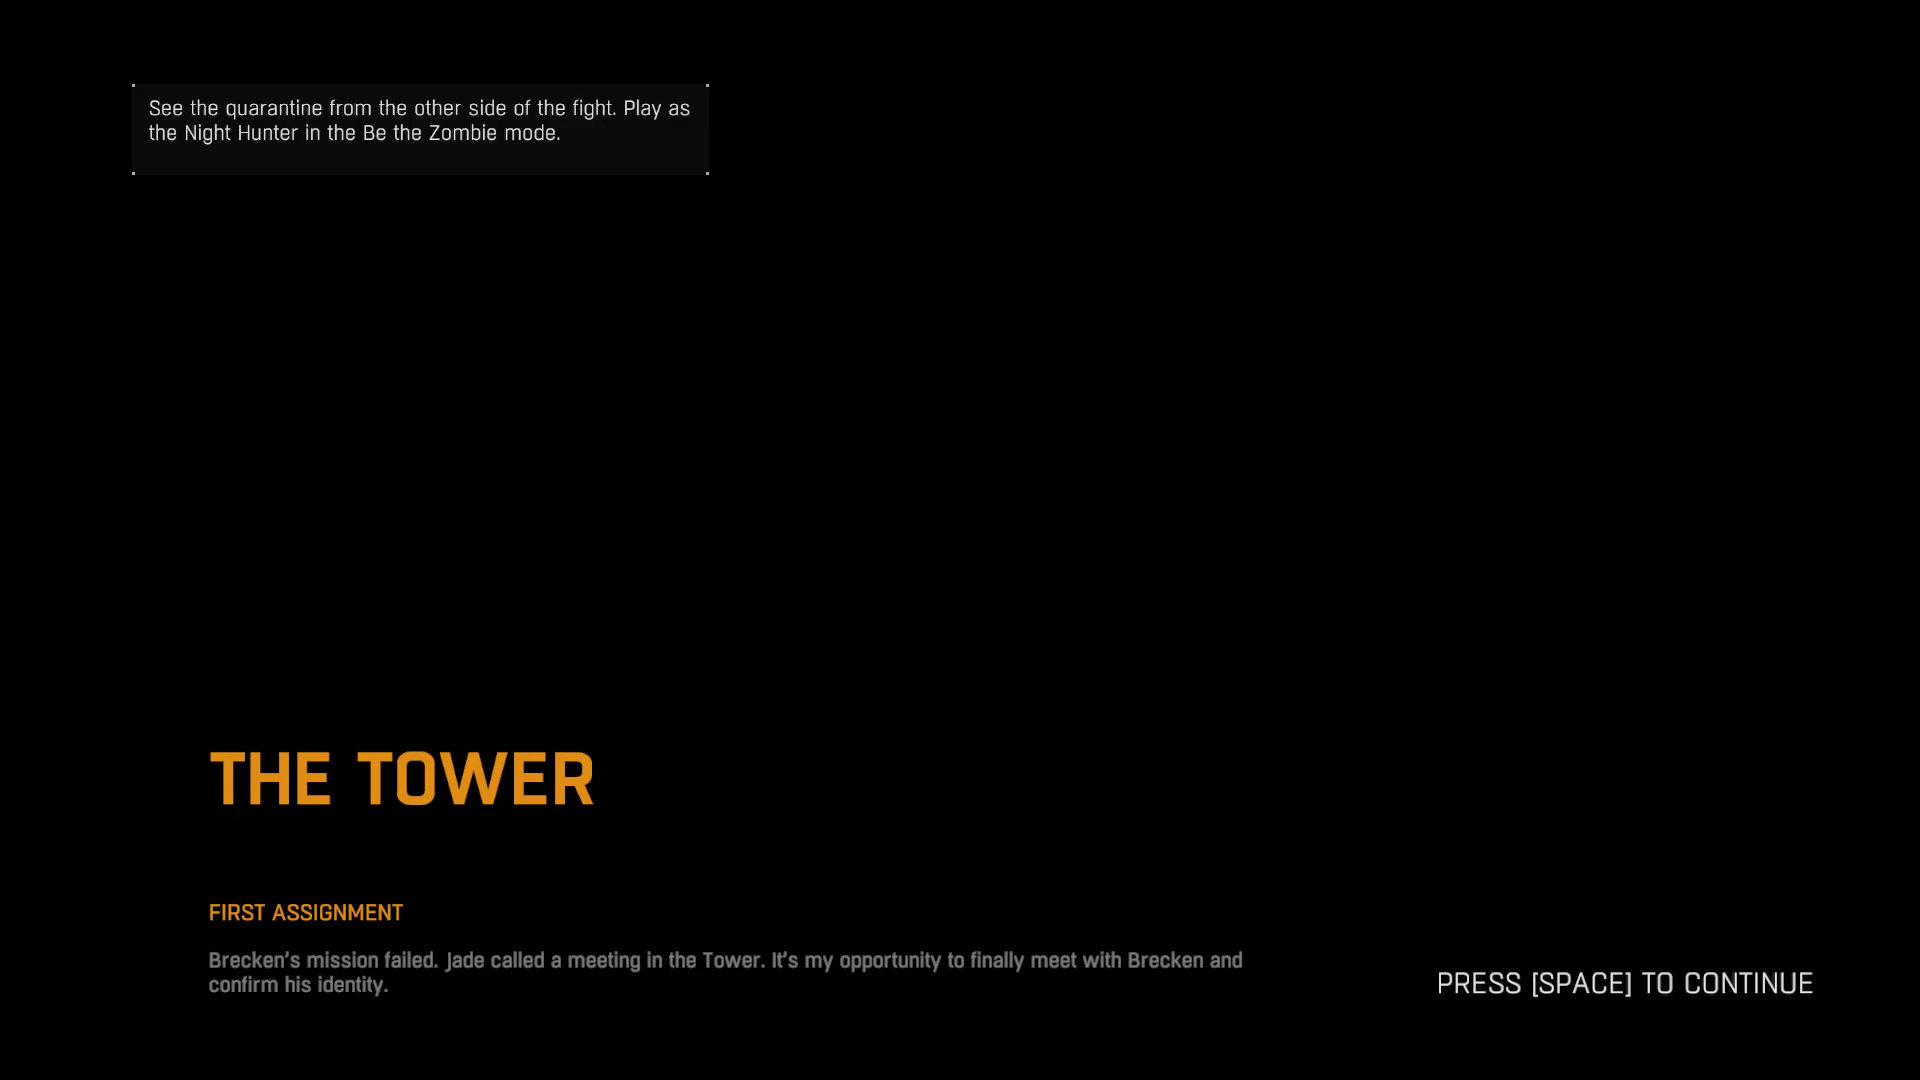 See the quarantine from the other side of the fight. Play as
the Night Hunter in the Be the Zombie mode.
THE TOWER
FIRST ASSIGNMENT
Brecken's mission failed. Jade called a meeting in the Tower. It's my opportunity to finally meet with Brecken and
confirm his identity.
PRESS [SPACE] TO CONTINUE